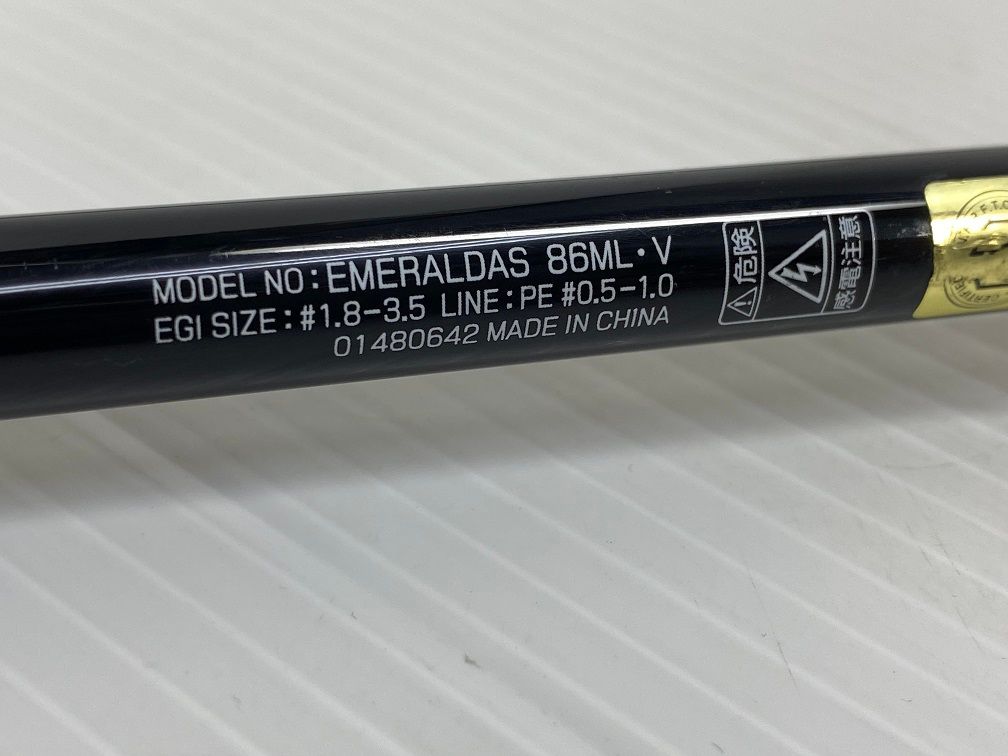 MODEL NO:EMERALDAS 86ML・V
EGI SIZE:#1.8-3.5 LINE:PE #0.5-1.0
01480642 MADE IN CHINA
危険
感電注意